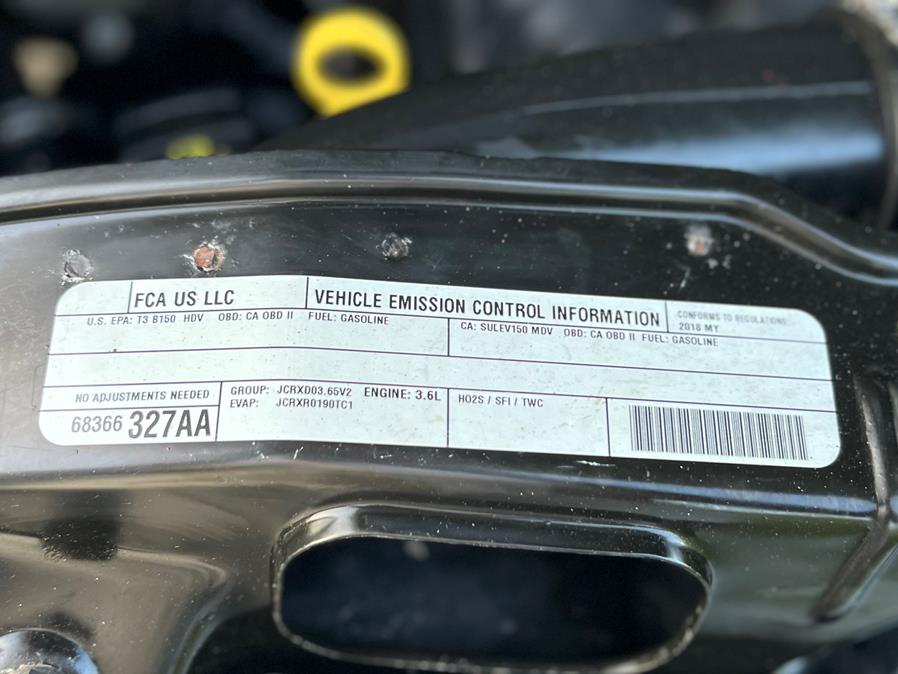 FCA US LLC
VEHICLE EMISSION CONTROL INFORMATION
CONFORMS TO REGULATIONS:
2018 MY
U.S. EPA: T3 B150 HDV OBD: CA OBD II FUEL: GASOLINE
CA: SULEV150 MDV OBD: CA OBD II FUEL: GASOLINE
NO ADJUSTMENTS NEEDED
68366 327AA
GROUP: JCRXD03.65V2 ENGINE: 3.6L
EVAP: JCRXR0190TC1
HO2S / SFI / TWC